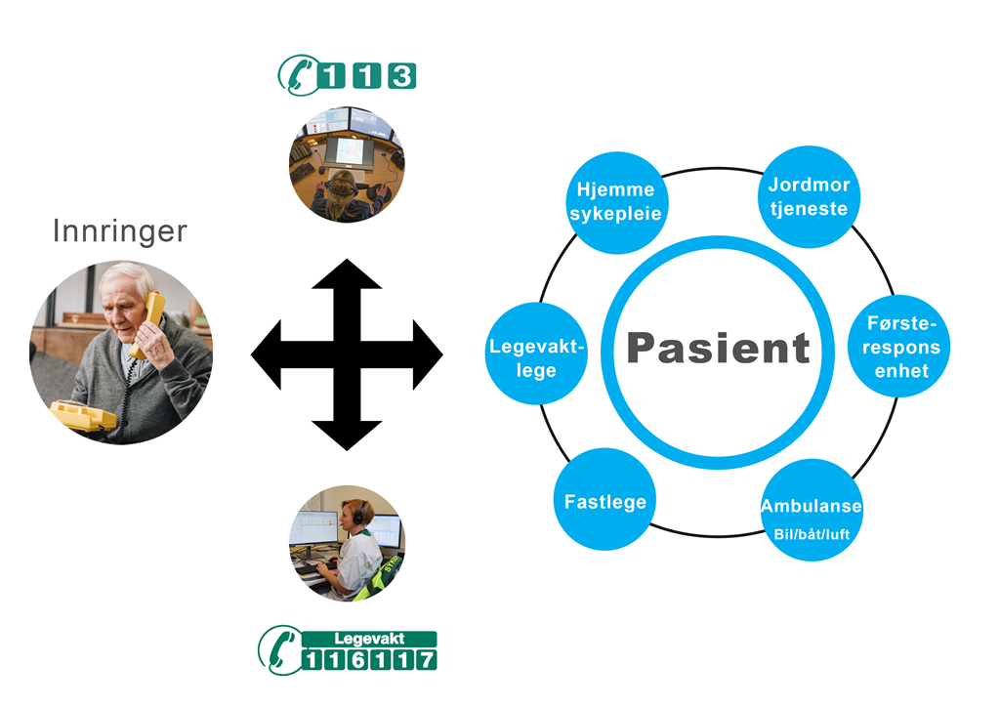 113
Innringer
Legevakt
116117
Hjemme
sykepleie
Jordmor
tjeneste
Legevakt-
lege
Pasient
Første-
respons
enhet
Fastlege
Ambulanse
Bil/båt/luft